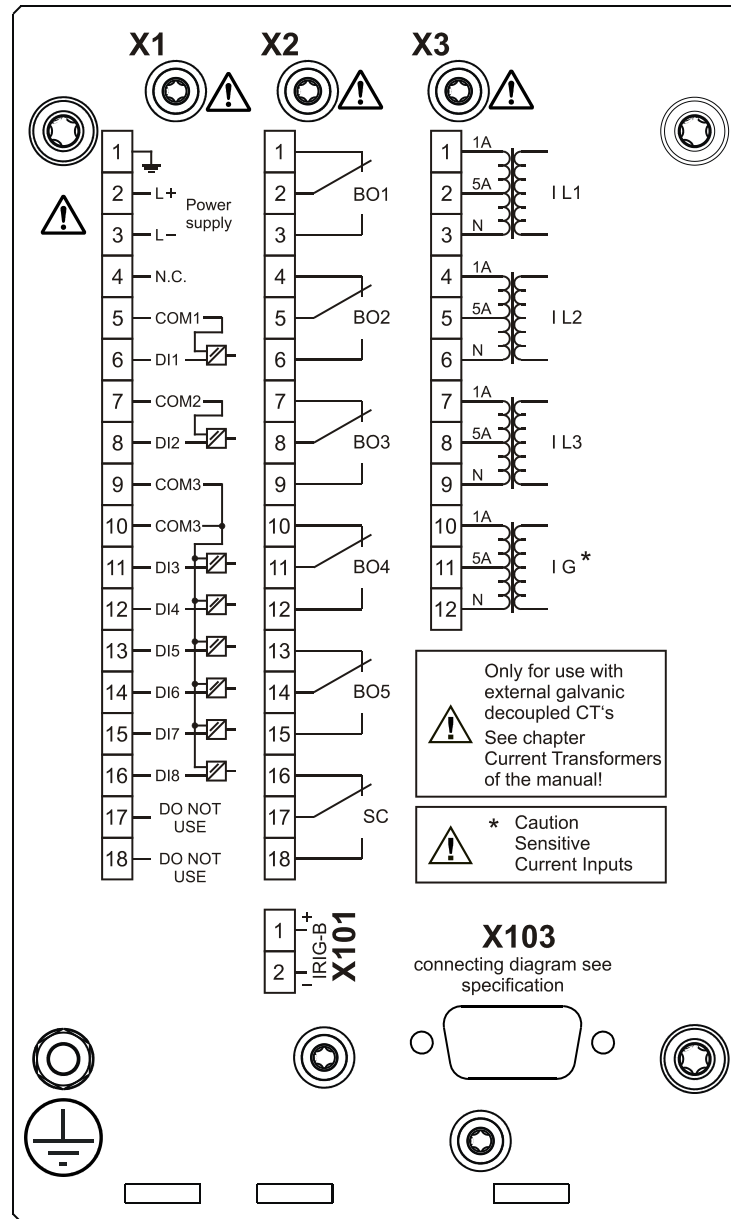 X1 X2 X3
1
2 L+
3 L−
Power
supply
4 N.C.
5 COM1
6 DI1
7 COM2
8 DI2
9 COM3
10 COM3
11 DI3
12 DI4
13 DI5
14 DI6
15 DI7
16 DI8
17 DO NOT
USE
18 DO NOT
USE
1
2 BO1
3
4
5 BO2
6
7
8 BO3
9
10
11 BO4
12
13
14 BO5
15
16
17 SC
18
1 1A
2 5A I L1
3 N
4 1A
5 5A I L2
6 N
7 1A
8 5A I L3
9 N
10 1A
11 5A I G*
12 N
Only for use with
external galvanic
decoupled CT‘s
See chapter
Current Transformers
of the manual!
* Caution
Sensitive
Current Inputs
1 +
2 −
IRIG-B
X101
X103
connecting diagram see
specification